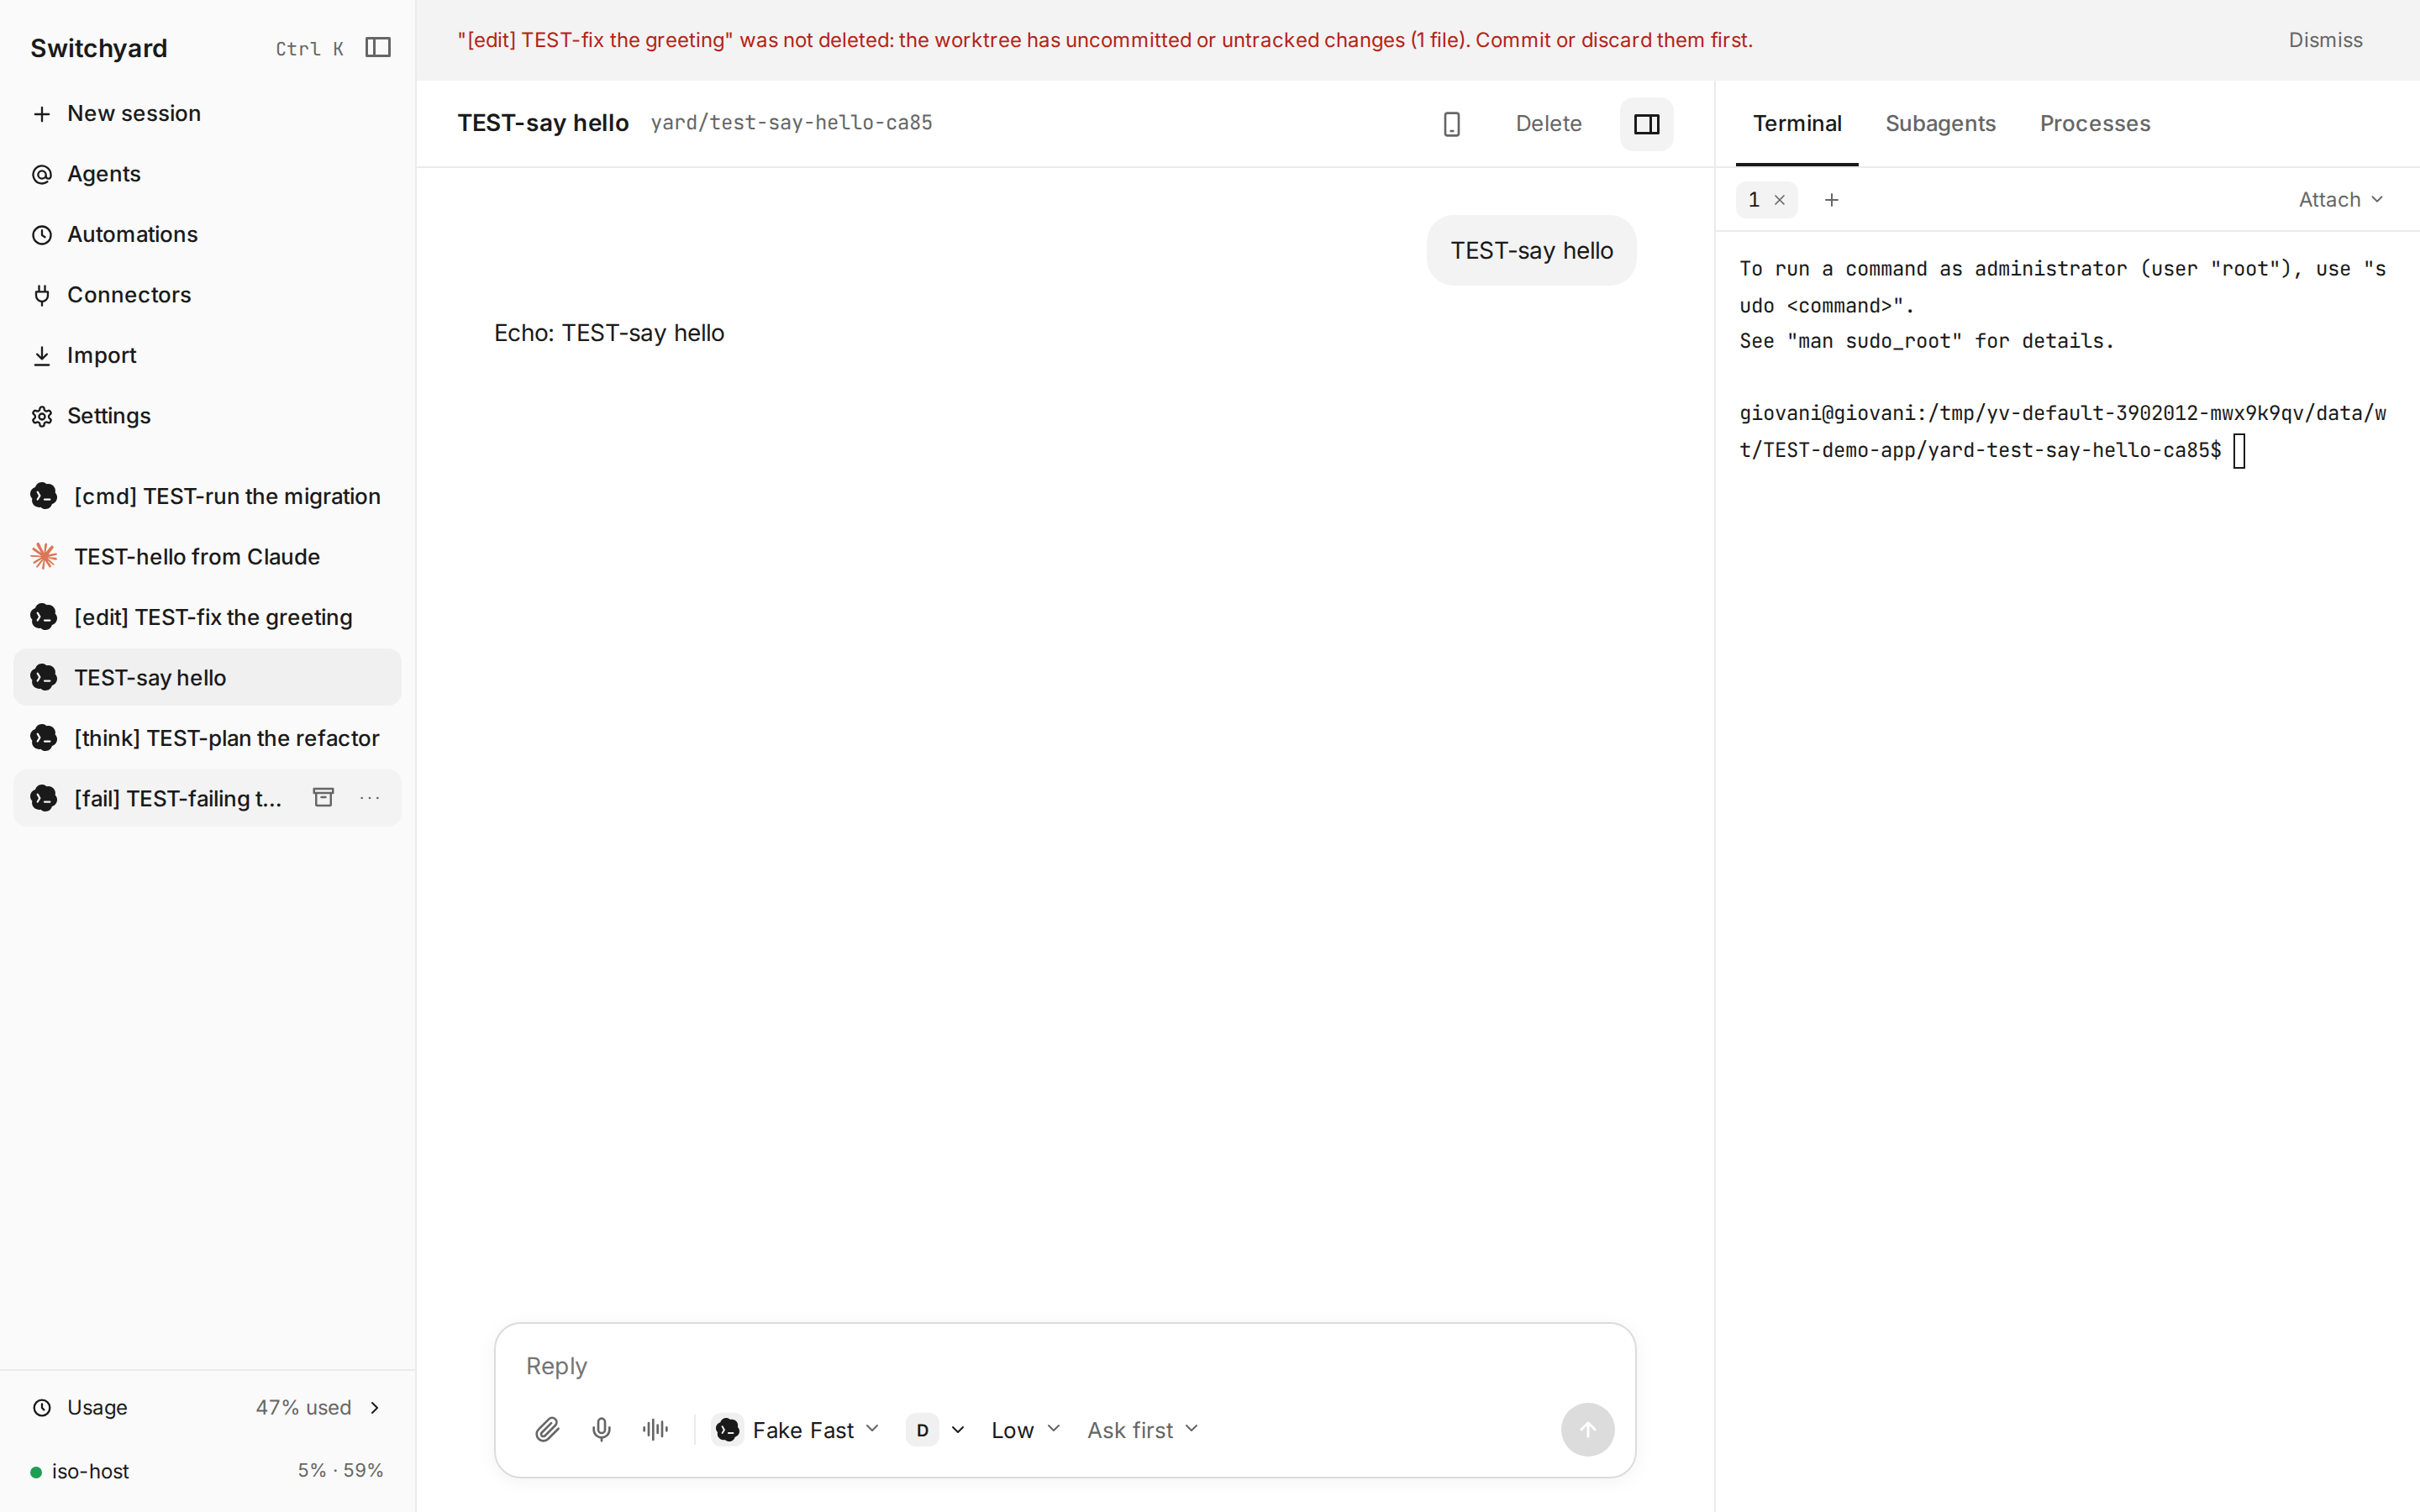 Switchyard
Ctrl K
New session
Agents
Automations
Connectors
Import
Settings
[cmd] TEST-run the migration
TEST-hello from Claude
[edit] TEST-fix the greeting
TEST-say hello
[think] TEST-plan the refactor
[fail] TEST-failing t...
Usage 47% used
iso-host 5% · 59%
"[edit] TEST-fix the greeting" was not deleted: the worktree has uncommitted or untracked changes (1 file). Commit or discard them first.
Dismiss
TEST-say hello yard/test-say-hello-ca85
Delete
TEST-say hello
Echo: TEST-say hello
Reply
Fake Fast D Low Ask first
Terminal Subagents Processes
1
Attach
To run a command as administrator (user "root"), use "s
udo <command>".
See "man sudo_root" for details.
giovani@giovani:/tmp/yv-default-3902012-mwx9k9qv/data/w
t/TEST-demo-app/yard-test-say-hello-ca85$